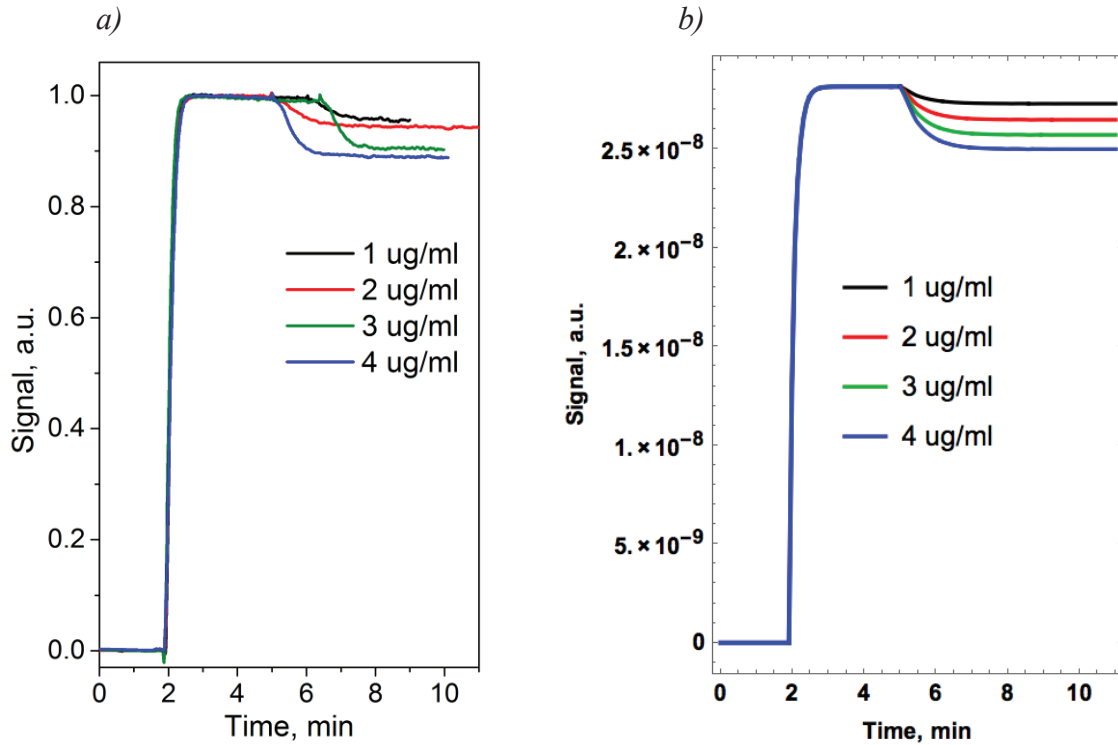 a)
1.0
0.8
0.6
0.4
0.2
0.0
Signal, a.u.
1 ug/ml
2 ug/ml
3 ug/ml
4 ug/ml
0 2 4 6 8 10
Time, min
b)
2.5 × 10⁻⁸
2. × 10⁻⁸
1.5 × 10⁻⁸
1. × 10⁻⁸
5. × 10⁻⁹
0
Signal, a.u.
1 ug/ml
2 ug/ml
3 ug/ml
4 ug/ml
0 2 4 6 8 10
Time, min